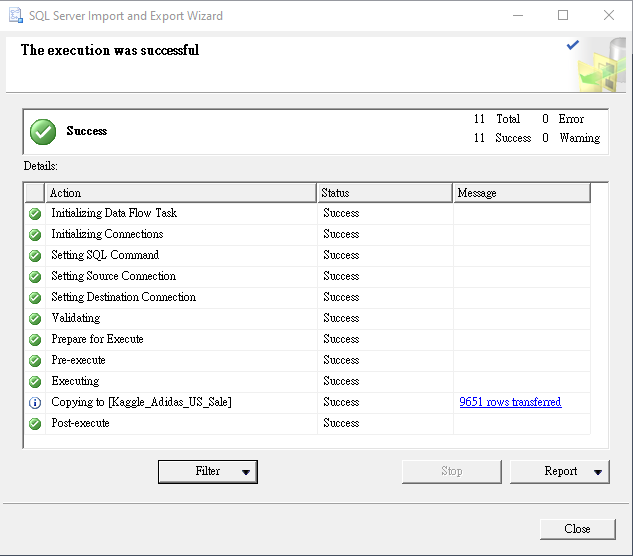 SQL Server Import and Export Wizard
The execution was successful
Success
11 Total 0 Error
11 Success 0 Warning
Details:
Action Status Message
Initializing Data Flow Task Success
Initializing Connections Success
Setting SQL Command Success
Setting Source Connection Success
Setting Destination Connection Success
Validating Success
Prepare for Execute Success
Pre-execute Success
Executing Success
Copying to [Kaggle_Adidas_US_Sale] Success 9651 rows transferred
Post-execute Success
Filter Stop Report
Close